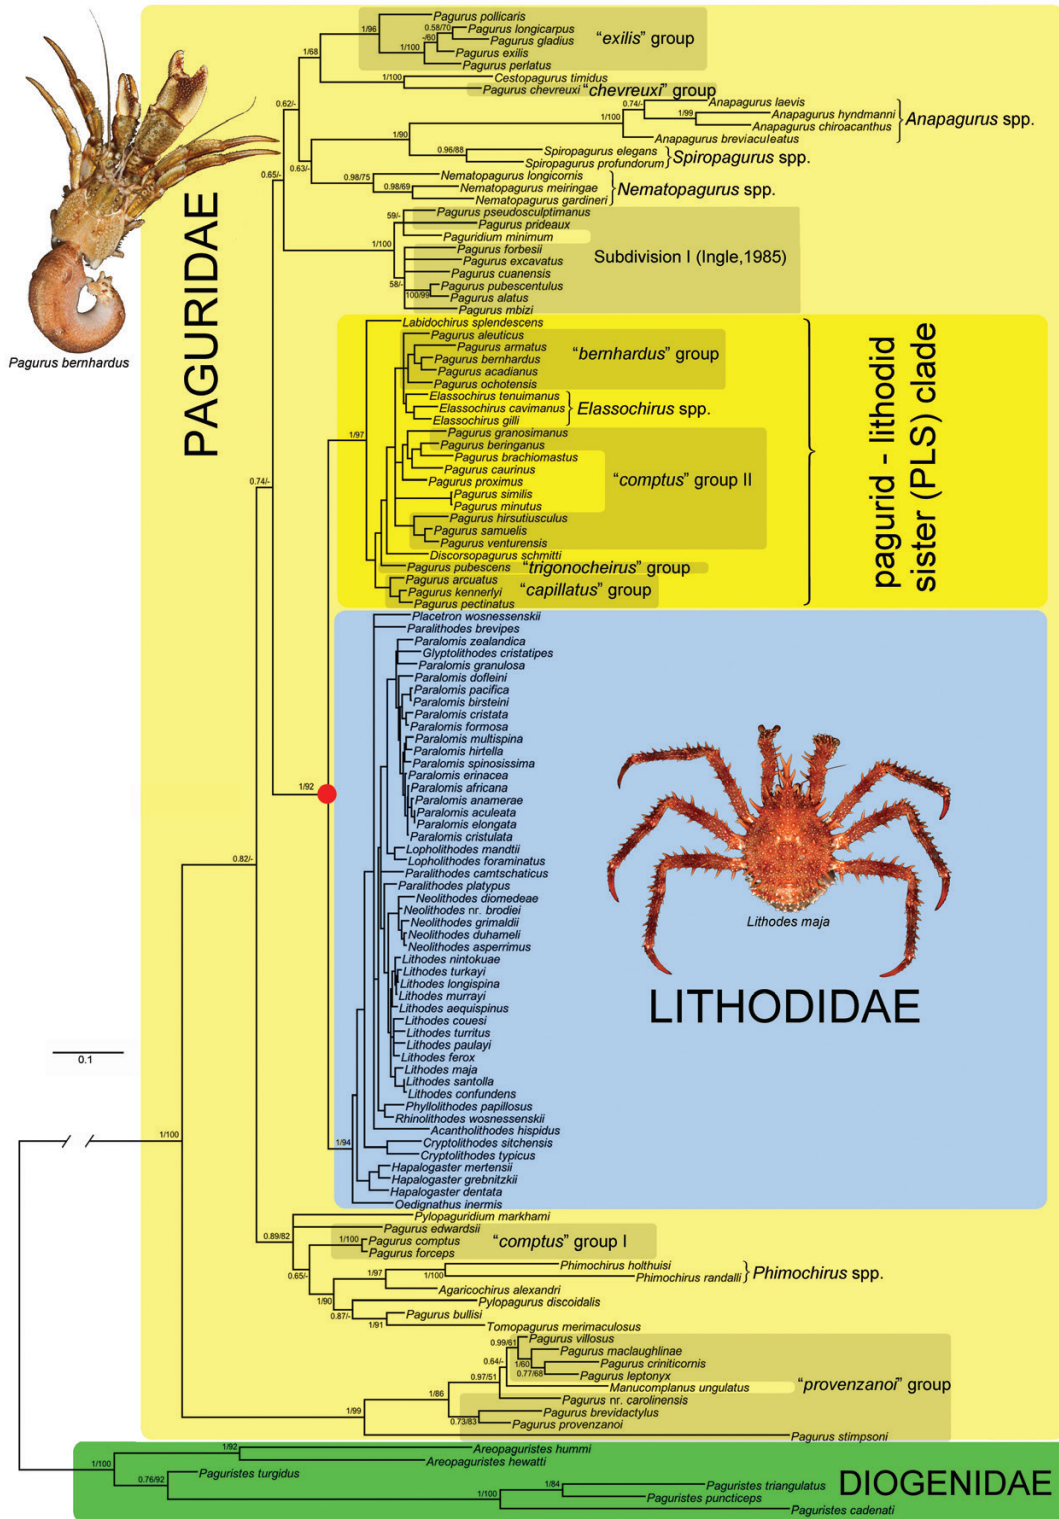 Pagurus pollicaris
0.58/70
Pagurus longicarpus
1/96
Pagurus gladius
“exilis” group
-/60
1/68
1/100
Pagurus exilis
Pagurus perlatus
Cestopagurus timidus
1/100
Pagurus chevreuxi “chevreuxi” group
0.62/-
0.74/-
Anapagurus laevis
1/99
Anapagurus hyndmanni
1/100
Anapagurus chiroacanthus
Anapagurus spp.
1/90
Anapagurus breviaculeatus
0.96/88
Spiropagurus elegans
Spiropagurus spp.
Spiropagurus profundorum
0.63/-
0.65/-
0.98/75
Nematopagurus longicornis
0.98/69
Nematopagurus meiringae
Nematopagurus spp.
Nematopagurus gardineri
PAGURIDAE
59/-
Pagurus pseudosculptimanus
Pagurus prideaux
Paguridium minimum
1/100
Pagurus forbesii
Subdivision I (Ingle,1985)
Pagurus excavatus
Pagurus cuanensis
58/-
Pagurus pubescentulus
100/99
Pagurus alatus
Pagurus mbizi
Pagurus bernhardus
Labidochirus splendescens
Pagurus aleuticus
Pagurus armatus
“bernhardus” group
Pagurus bernhardus
Pagurus acadianus
Pagurus ochotensis
Elassochirus tenuimanus
Elassochirus cavimanus
Elassochirus spp.
Elassochirus gilli
1/97
Pagurus granosimanus
Pagurus beringanus
Pagurus brachiomastus
Pagurus caurinus
“comptus” group II
Pagurus proximus
0.74/-
Pagurus similis
Pagurus minutus
Pagurus hirsutiusculus
Pagurus samuelis
Pagurus venturensis
Discorsopagurus schmitti
Pagurus pubescens “trigonocheirus” group
Pagurus arcuatus
Pagurus kennerlyi
“capillatus” group
Pagurus pectinatus
pagurid - lithodid
sister (PLS) clade
Placetron wosnessenskii
Paralithodes brevipes
Paralomis zealandica
Glyptolithodes cristatipes
Paralomis granulosa
Paralomis dofleini
Paralomis pacifica
Paralomis birsteini
Paralomis cristata
Paralomis formosa
Paralomis multispina
Paralomis hirtella
Paralomis spinosissima
Paralomis erinacea
1/92
Paralomis africana
Paralomis anamerae
Paralomis aculeata
Paralomis elongata
Paralomis cristulata
Lopholithodes mandtii
0.82/-
Lopholithodes foraminatus
Paralithodes camtschaticus
Paralithodes platypus
Neolithodes diomedeae
Neolithodes nr. brodiei
Neolithodes grimaldii
Lithodes maja
Neolithodes duhameli
Neolithodes asperrimus
Lithodes nintokuae
Lithodes turkayi
Lithodes longispina
Lithodes murrayi
LITHODIDAE
Lithodes aequispinus
Lithodes couesi
Lithodes turritus
Lithodes paulayi
0.1
Lithodes ferox
Lithodes maja
Lithodes santolla
Lithodes confundens
Phyllolithodes papillosus
Rhinolithodes wosnessenskii
Acantholithodes hispidus
1/100
1/94
Cryptolithodes sitchensis
Cryptolithodes typicus
Hapalogaster mertensii
Hapalogaster grebnitzkii
Hapalogaster dentata
Oedignathus inermis
Pylopaguridium markhami
0.89/82
Pagurus edwardsii
1/100
Pagurus comptus
“comptus” group I
Pagurus forceps
0.65/-
Phimochirus holthuisi
1/97
1/100
Phimochirus randalli
Phimochirus spp.
Agaricochirus alexandri
1/90
Pylopagurus discoidalis
0.87/-
Pagurus bullisi
1/91
Tomopagurus merimaculosus
0.99/61
Pagurus villosus
Pagurus maclaughlinae
0.64/-
1/60
Pagurus criniticornis
0.97/51
0.77/68
Pagurus leptonyx
Manucomplanus ungulatus
“provenzanoi” group
1/86
Pagurus nr. carolinensis
1/99
Pagurus brevidactylus
0.73/83
Pagurus provenzanoi
Pagurus stimpsoni
1/92
Areopaguristes hummi
Areopaguristes hewatti
1/100
Paguristes turgidus
0.76/92
1/84
Paguristes triangulatus
DIOGENIDAE
1/100
Paguristes puncticeps
Paguristes cadenati